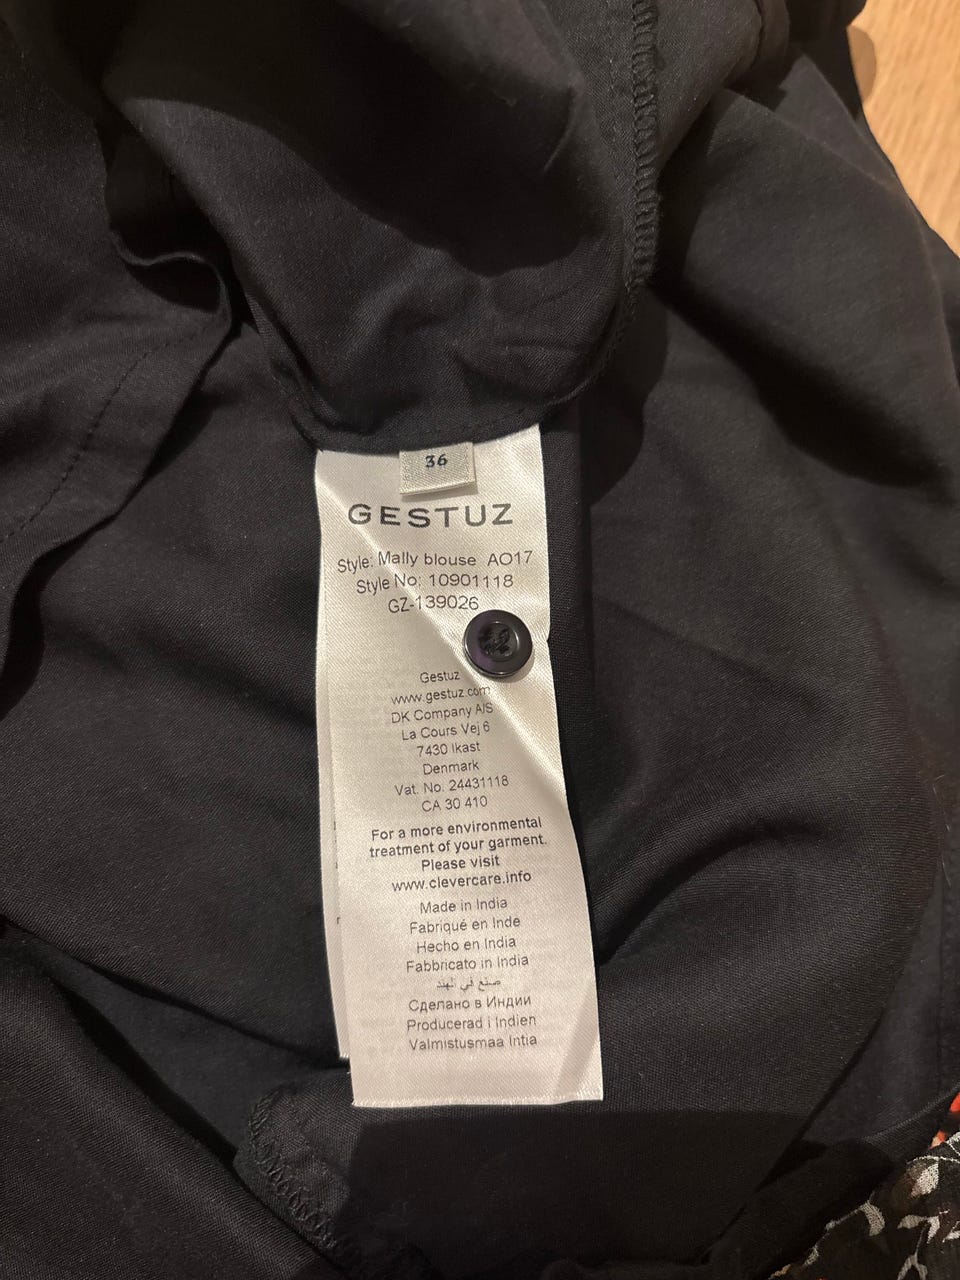 36
GESTUZ
Style: Mally blouse AO17
Style No: 10901118
GZ-139026
Gestuz
www.gestuz.com
DK Company A/S
La Cours Vej 6
7430 Ikast
Denmark
Vat. No. 24431118
CA 30 410
For a more environmental
treatment of your garment.
Please visit
www.clevercare.info
Made in India
Fabriqué en Inde
Hecho en India
Fabbricato in India
صنع في الهند
Сделано в Индии
Producerad i Indien
Valmistusmaa Intia